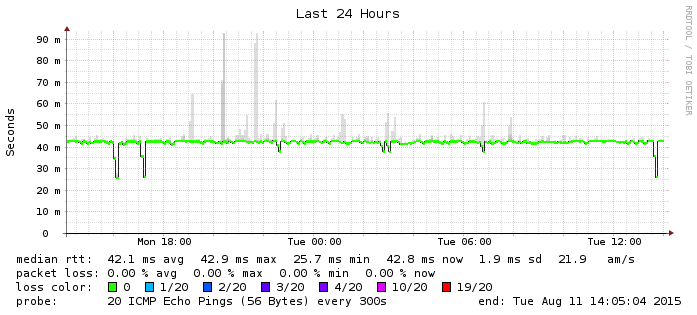 Last 24 Hours
RRDTOOL / TOBI OETIKER
Seconds
90 m
80 m
70 m
60 m
50 m
40 m
30 m
20 m
10 m
0
Mon 18:00 Tue 00:00 Tue 06:00 Tue 12:00
median rtt: 42.1 ms avg 42.9 ms max 25.7 ms min 42.8 ms now 1.9 ms sd 21.9 am/s
packet loss: 0.00 % avg 0.00 % max 0.00 % min 0.00 % now
loss color: 0 1/20 2/20 3/20 4/20 10/20 19/20
probe: 20 ICMP Echo Pings (56 Bytes) every 300s end: Tue Aug 11 14:05:04 2015